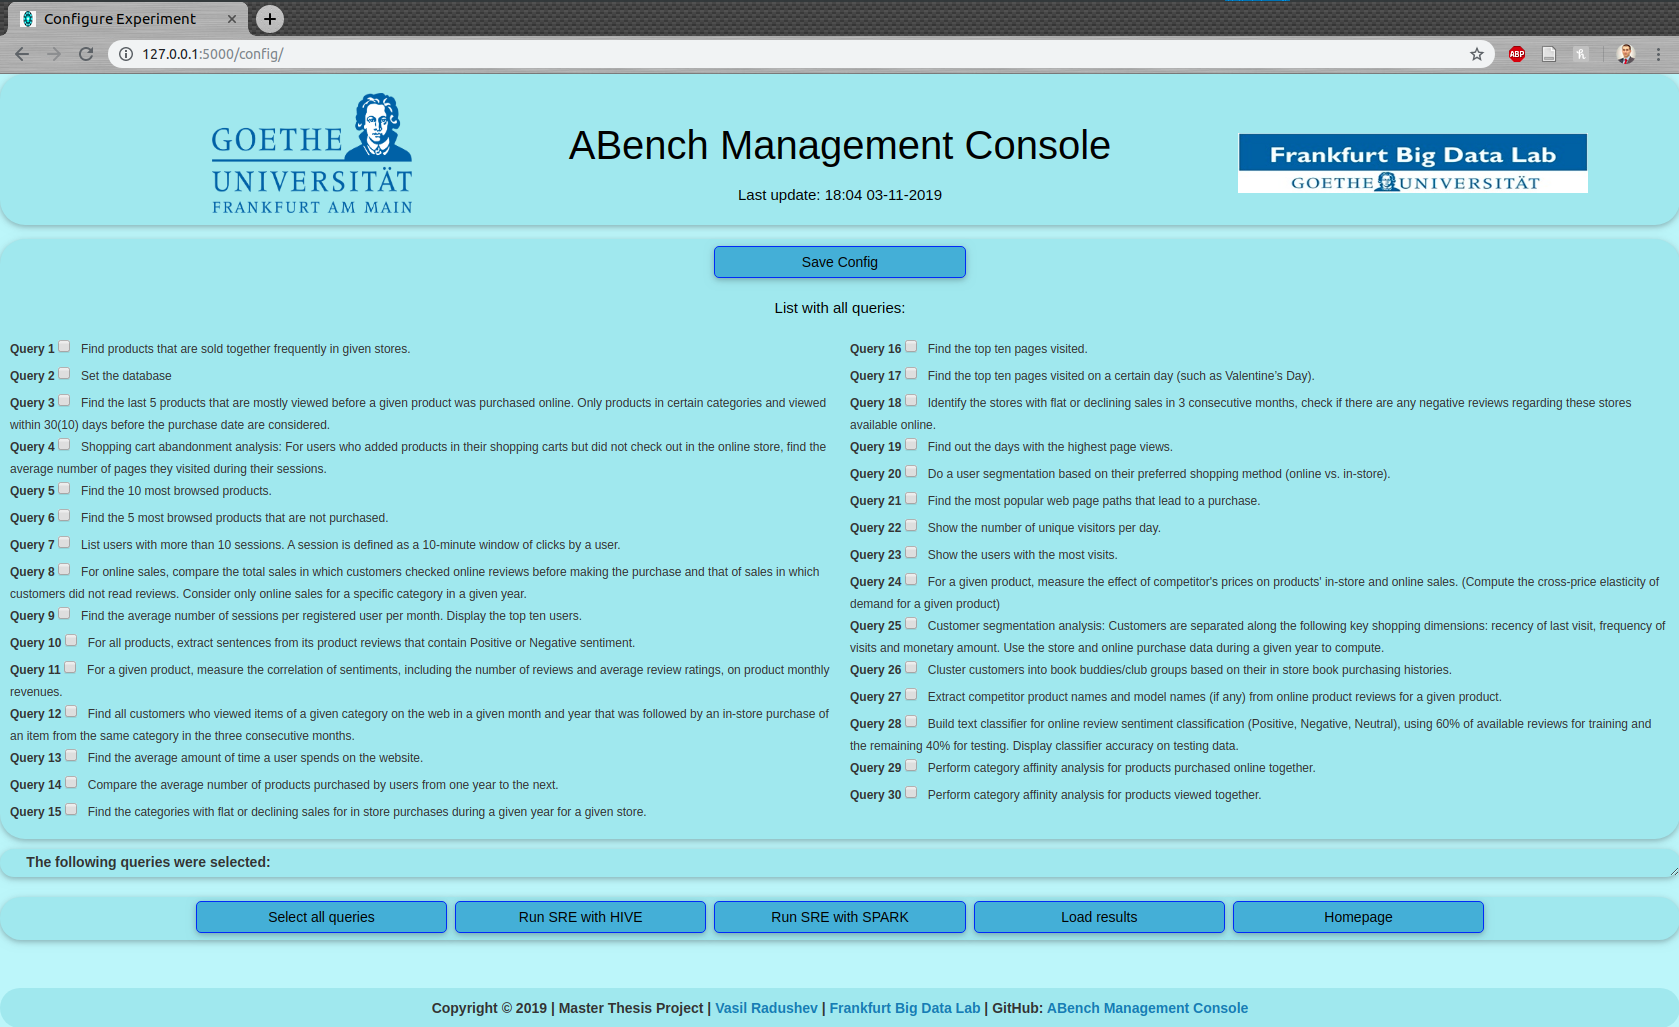 Configure Experiment
127.0.0.1:5000/config/
ABP
GOETHE
UNIVERSITÄT
FRANKFURT AM MAIN
ABench Management Console
Last update: 18:04 03-11-2019
Frankfurt Big Data Lab
GOETHE UNIVERSITÄT
Save Config
List with all queries:
Query 1 Find products that are sold together frequently in given stores.
Query 2 Set the database
Query 3 Find the last 5 products that are mostly viewed before a given product was purchased online. Only products in certain categories and viewed
within 30(10) days before the purchase date are considered.
Query 4 Shopping cart abandonment analysis: For users who added products in their shopping carts but did not check out in the online store, find the
average number of pages they visited during their sessions.
Query 5 Find the 10 most browsed products.
Query 6 Find the 5 most browsed products that are not purchased.
Query 7 List users with more than 10 sessions. A session is defined as a 10-minute window of clicks by a user.
Query 8 For online sales, compare the total sales in which customers checked online reviews before making the purchase and that of sales in which
customers did not read reviews. Consider only online sales for a specific category in a given year.
Query 9 Find the average number of sessions per registered user per month. Display the top ten users.
Query 10 For all products, extract sentences from its product reviews that contain Positive or Negative sentiment.
Query 11 For a given product, measure the correlation of sentiments, including the number of reviews and average review ratings, on product monthly
revenues.
Query 12 Find all customers who viewed items of a given category on the web in a given month and year that was followed by an in-store purchase of
an item from the same category in the three consecutive months.
Query 13 Find the average amount of time a user spends on the website.
Query 14 Compare the average number of products purchased by users from one year to the next.
Query 15 Find the categories with flat or declining sales for in store purchases during a given year for a given store.
Query 16 Find the top ten pages visited.
Query 17 Find the top ten pages visited on a certain day (such as Valentine’s Day).
Query 18 Identify the stores with flat or declining sales in 3 consecutive months, check if there are any negative reviews regarding these stores
available online.
Query 19 Find out the days with the highest page views.
Query 20 Do a user segmentation based on their preferred shopping method (online vs. in-store).
Query 21 Find the most popular web page paths that lead to a purchase.
Query 22 Show the number of unique visitors per day.
Query 23 Show the users with the most visits.
Query 24 For a given product, measure the effect of competitor's prices on products' in-store and online sales. (Compute the cross-price elasticity of
demand for a given product)
Query 25 Customer segmentation analysis: Customers are separated along the following key shopping dimensions: recency of last visit, frequency of
visits and monetary amount. Use the store and online purchase data during a given year to compute.
Query 26 Cluster customers into book buddies/club groups based on their in store book purchasing histories.
Query 27 Extract competitor product names and model names (if any) from online product reviews for a given product.
Query 28 Build text classifier for online review sentiment classification (Positive, Negative, Neutral), using 60% of available reviews for training and
the remaining 40% for testing. Display classifier accuracy on testing data.
Query 29 Perform category affinity analysis for products purchased online together.
Query 30 Perform category affinity analysis for products viewed together.
The following queries were selected:
Select all queries
Run SRE with HIVE
Run SRE with SPARK
Load results
Homepage
Copyright © 2019 | Master Thesis Project | Vasil Radushev | Frankfurt Big Data Lab | GitHub: ABench Management Console